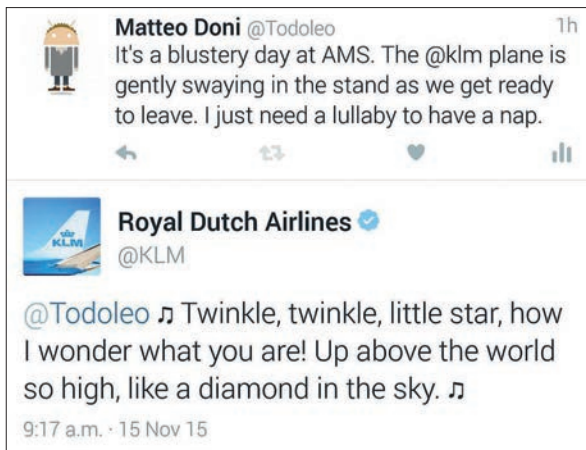 Matteo Doni @Todoleo 1h
It's a blustery day at AMS. The @klm plane is
gently swaying in the stand as we get ready
to leave. I just need a lullaby to have a nap.
KLM
Royal Dutch Airlines
@KLM
@Todoleo ♫ Twinkle, twinkle, little star, how
I wonder what you are! Up above the world
so high, like a diamond in the sky. ♫
9:17 a.m. · 15 Nov 15